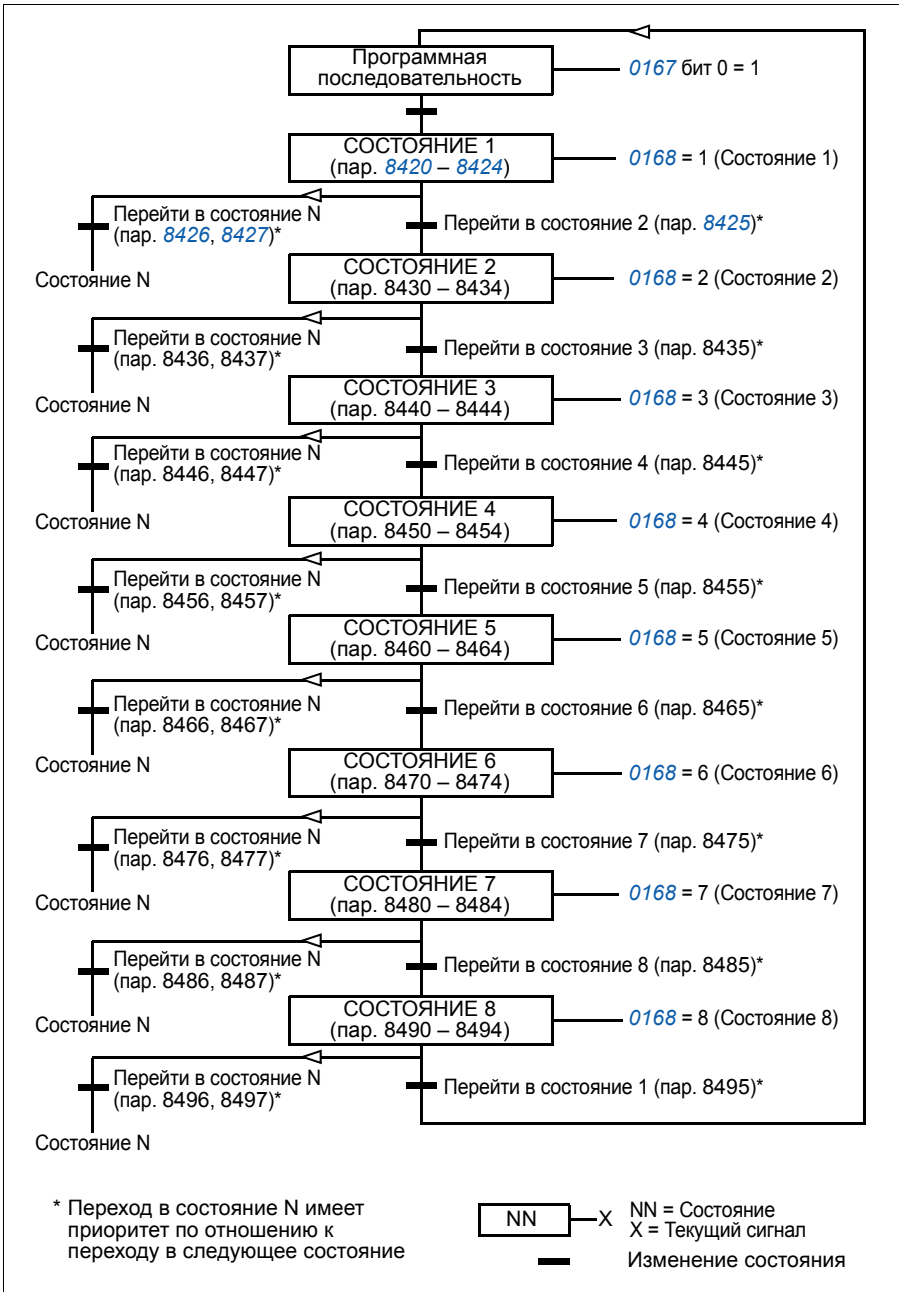 Программная
последовательность
0167 бит 0 = 1
СОСТОЯНИЕ 1
(пар. 8420 – 8424)
0168 = 1 (Состояние 1)
Перейти в состояние N
(пар. 8426, 8427)*
Перейти в состояние 2 (пар. 8425)*
Состояние N
СОСТОЯНИЕ 2
(пар. 8430 – 8434)
0168 = 2 (Состояние 2)
Перейти в состояние N
(пар. 8436, 8437)*
Перейти в состояние 3 (пар. 8435)*
Состояние N
СОСТОЯНИЕ 3
(пар. 8440 – 8444)
0168 = 3 (Состояние 3)
Перейти в состояние N
(пар. 8446, 8447)*
Перейти в состояние 4 (пар. 8445)*
Состояние N
СОСТОЯНИЕ 4
(пар. 8450 – 8454)
0168 = 4 (Состояние 4)
Перейти в состояние N
(пар. 8456, 8457)*
Перейти в состояние 5 (пар. 8455)*
Состояние N
СОСТОЯНИЕ 5
(пар. 8460 – 8464)
0168 = 5 (Состояние 5)
Перейти в состояние N
(пар. 8466, 8467)*
Перейти в состояние 6 (пар. 8465)*
Состояние N
СОСТОЯНИЕ 6
(пар. 8470 – 8474)
0168 = 6 (Состояние 6)
Перейти в состояние N
(пар. 8476, 8477)*
Перейти в состояние 7 (пар. 8475)*
Состояние N
СОСТОЯНИЕ 7
(пар. 8480 – 8484)
0168 = 7 (Состояние 7)
Перейти в состояние N
(пар. 8486, 8487)*
Перейти в состояние 8 (пар. 8485)*
Состояние N
СОСТОЯНИЕ 8
(пар. 8490 – 8494)
0168 = 8 (Состояние 8)
Перейти в состояние N
(пар. 8496, 8497)*
Перейти в состояние 1 (пар. 8495)*
Состояние N
* Переход в состояние N имеет
приоритет по отношению к
переходу в следующее состояние
NN
X
NN = Состояние
X = Текущий сигнал
Изменение состояния